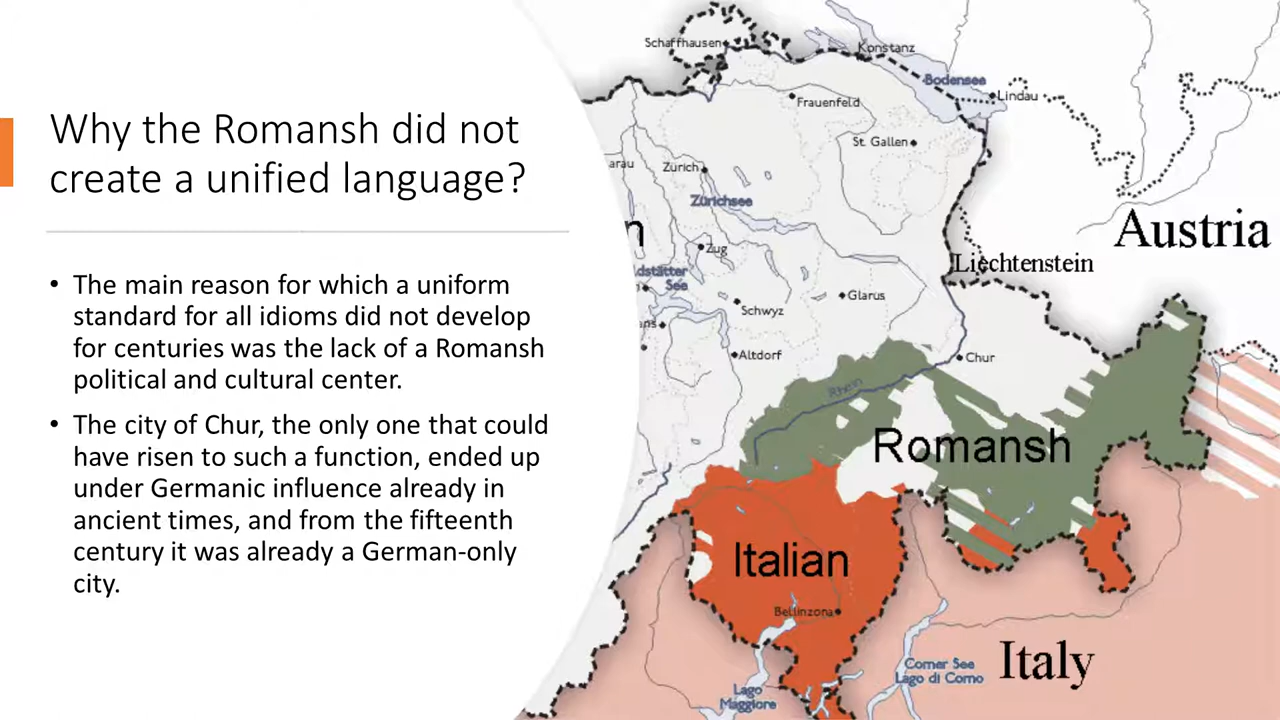 Why the Romansh did not
create a unified language?
• The main reason for which a uniform
standard for all idioms did not develop
for centuries was the lack of a Romansh
political and cultural center.
• The city of Chur, the only one that could
have risen to such a function, ended up
under Germanic influence already in
ancient times, and from the fifteenth
century it was already a German-only
city.
Schaffhausen
Konstanz
Bodensee
Lindau
Frauenfeld
St. Gallen
arau
Zürich
Zürichsee
Austria
n
Zug
Liechtenstein
ldstätter
See
Glarus
Schwyz
ans
Altdorf
Chur
Rhein
Romansh
Italian
Bellinzona
Italy
Comer See
Lago di Como
Lago
Maggiore